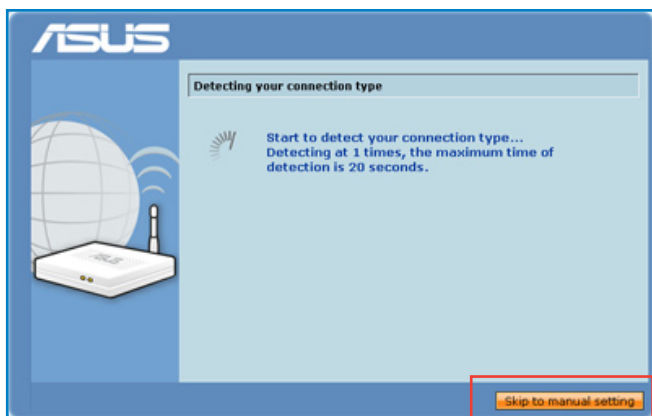 ASUS
Detecting your connection type
Start to detect your connection type...
Detecting at 1 times, the maximum time of
detection is 20 seconds.
ASUS
Skip to manual setting